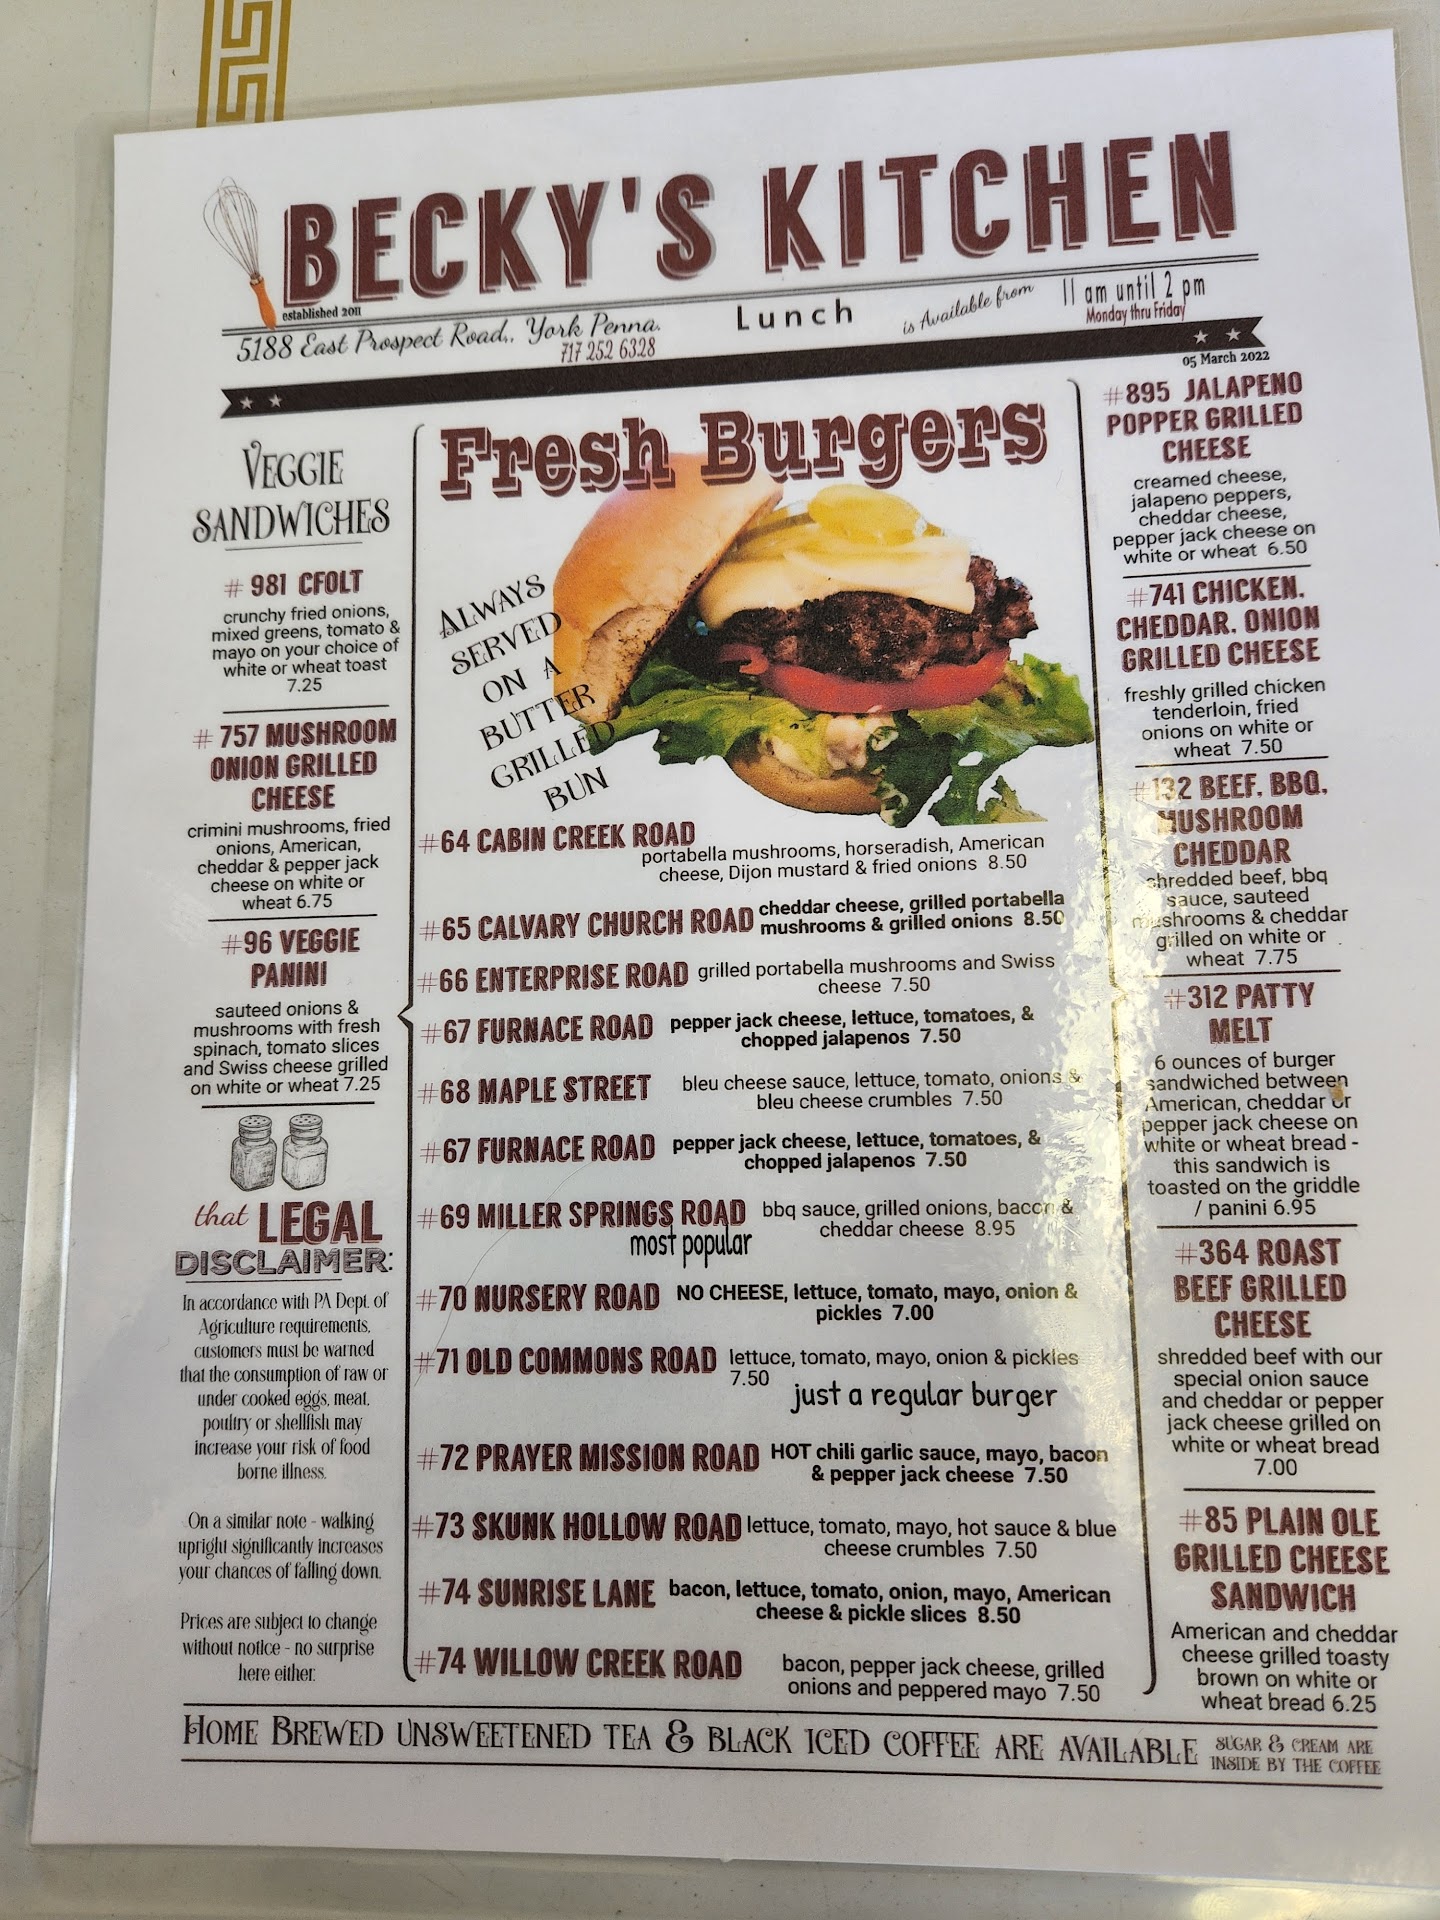 BECKY'S KITCHEN
established 2011
5188 East Prospect Road,. York Penna.
717 252 6328
Lunch
is Available from
11 am until 2 pm
Monday thru Friday
05 March 2022
VEGGIE
SANDWICHES
# 981 CFOLT
crunchy fried onions,
mixed greens, tomato &
mayo on your choice of
white or wheat toast
7.25
# 757 MUSHROOM
ONION GRILLED
CHEESE
crimini mushrooms, fried
onions, American,
cheddar & pepper jack
cheese on white or
wheat 6.75
#96 VEGGIE
PANINI
sauteed onions &
mushrooms with fresh
spinach, tomato slices
and Swiss cheese grilled
on white or wheat 7.25
that LEGAL
DISCLAIMER:
In accordance with PA Dept. of
Agriculture requirements,
customers must be warned
that the consumption of raw or
under cooked eggs, meat,
poultry or shellfish may
increase your risk of food
borne illness.
On a similar note - walking
upright significantly increases
your chances of falling down.
Prices are subject to change
without notice - no surprise
here either.
Fresh Burgers
ALWAYS
SERVED
ON A
BUTTER
GRILLED
BUN
#64 CABIN CREEK ROAD
portabella mushrooms, horseradish, American
cheese, Dijon mustard & fried onions 8.50
#65 CALVARY CHURCH ROAD cheddar cheese, grilled portabella
mushrooms & grilled onions 8.50
#66 ENTERPRISE ROAD grilled portabella mushrooms and Swiss
cheese 7.50
#67 FURNACE ROAD pepper jack cheese, lettuce, tomatoes, &
chopped jalapenos 7.50
#68 MAPLE STREET bleu cheese sauce, lettuce, tomato, onions &
bleu cheese crumbles 7.50
#67 FURNACE ROAD pepper jack cheese, lettuce, tomatoes, &
chopped jalapenos 7.50
#69 MILLER SPRINGS ROAD bbq sauce, grilled onions, bacon &
cheddar cheese 8.95
most popular
#70 NURSERY ROAD NO CHEESE, lettuce, tomato, mayo, onion &
pickles 7.00
#71 OLD COMMONS ROAD lettuce, tomato, mayo, onion & pickles
7.50
just a regular burger
#72 PRAYER MISSION ROAD HOT chili garlic sauce, mayo, bacon
& pepper jack cheese 7.50
#73 SKUNK HOLLOW ROAD lettuce, tomato, mayo, hot sauce & blue
cheese crumbles 7.50
#74 SUNRISE LANE bacon, lettuce, tomato, onion, mayo, American
cheese & pickle slices 8.50
#74 WILLOW CREEK ROAD bacon, pepper jack cheese, grilled
onions and peppered mayo 7.50
#895 JALAPENO
POPPER GRILLED
CHEESE
creamed cheese,
jalapeno peppers,
cheddar cheese,
pepper jack cheese on
white or wheat 6.50
#741 CHICKEN,
CHEDDAR, ONION
GRILLED CHEESE
freshly grilled chicken
tenderloin, fried
onions on white or
wheat 7.50
#132 BEEF, BBQ,
MUSHROOM
CHEDDAR
shredded beef, bbq
sauce, sauteed
mushrooms & cheddar
grilled on white or
wheat 7.75
#312 PATTY
MELT
6 ounces of burger
sandwiched between
American, cheddar or
pepper jack cheese on
white or wheat bread -
this sandwich is
toasted on the griddle
/ panini 6.95
#364 ROAST
BEEF GRILLED
CHEESE
shredded beef with our
special onion sauce
and cheddar or pepper
jack cheese grilled on
white or wheat bread
7.00
#85 PLAIN OLE
GRILLED CHEESE
SANDWICH
American and cheddar
cheese grilled toasty
brown on white or
wheat bread 6.25
HOME BREWED UNSWEETENED TEA & BLACK ICED COFFEE ARE AVAILABLE
SUGAR & CREAM ARE
INSIDE BY THE COFFEE